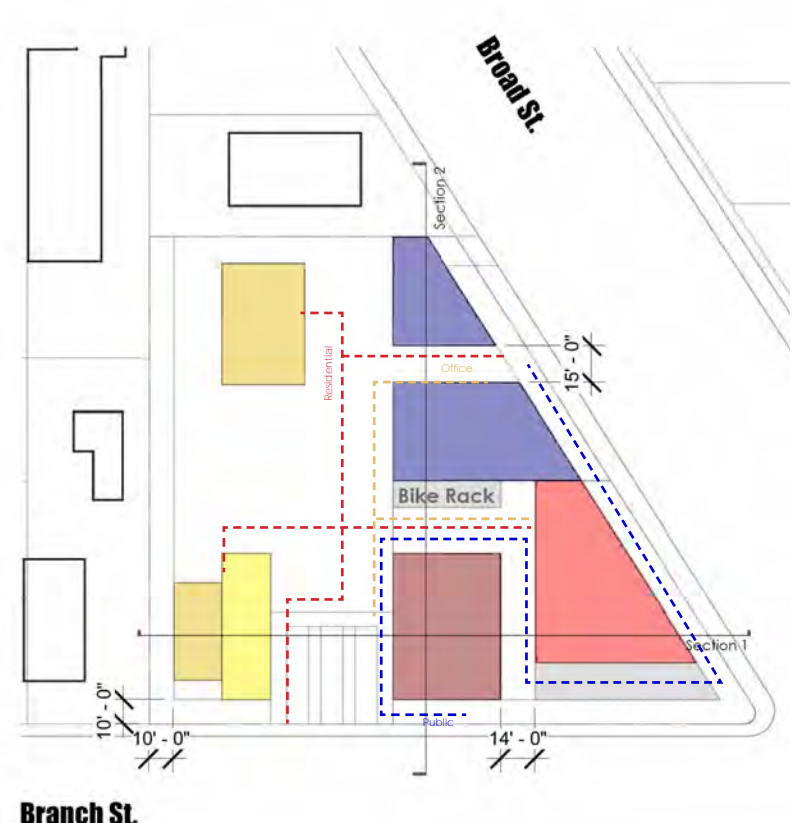 Broad St.
Section 2
15' - 0"
Residential
Office
Bike Rack
Section 1
10' - 0"
Public
10' - 0"
14' - 0"
Branch St.